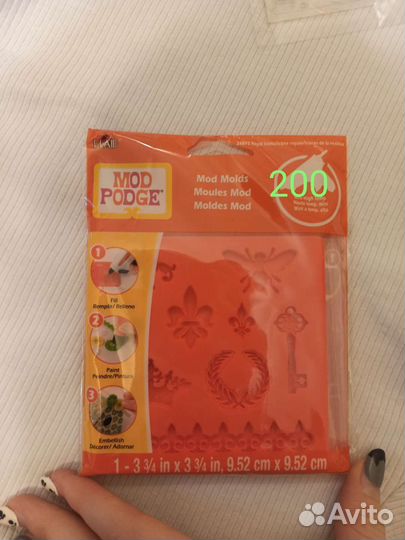 PLAID
MOD
PODGE
Mod Molds
Moules Mod
Moldes Mod
200
1
Fill
Remplir/Rellene
2
Paint
Peindre/Pintura
3
Embellish
Décorer/Adornar
1 - 3 ¾ in x 3 ¾ in, 9.52 cm x 9.52 cm
Avito